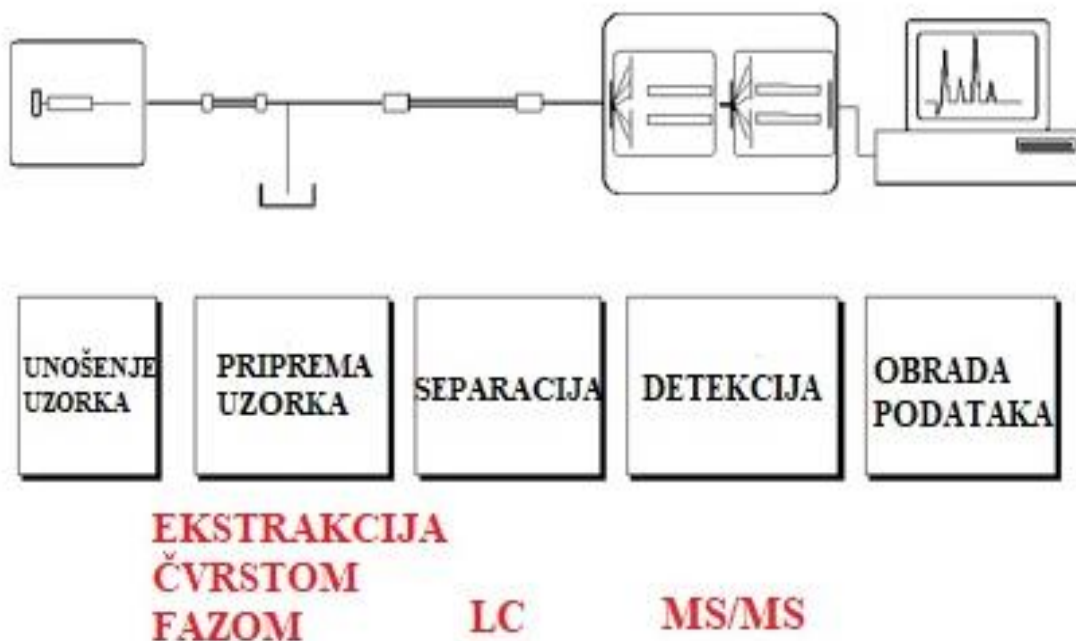 UNOŠENJE
UZORKA
PRIPREMA
UZORKA
SEPARACIJA
DETEKCIJA
OBRADA
PODATAKA
EKSTRAKCIJA
ČVRSTOM
FAZOM
LC
MS/MS